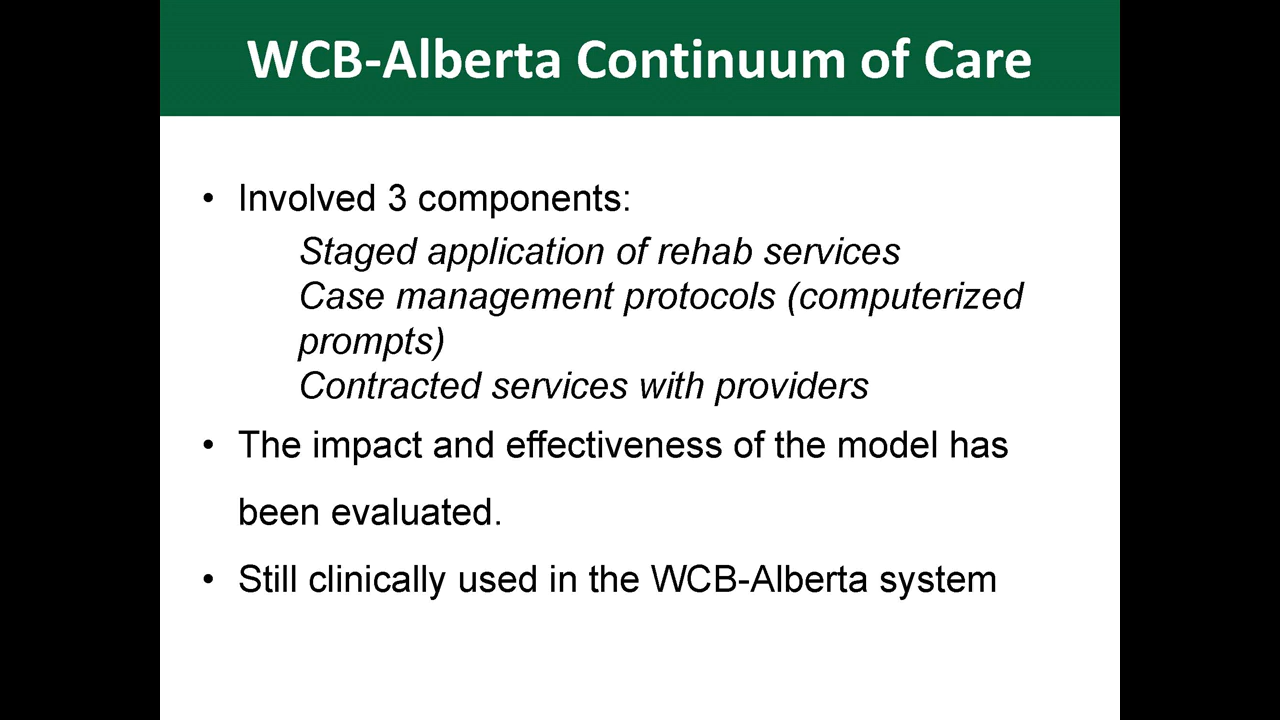 WCB-Alberta Continuum of Care
• Involved 3 components:
Staged application of rehab services
Case management protocols (computerized
prompts)
Contracted services with providers
• The impact and effectiveness of the model has
been evaluated.
• Still clinically used in the WCB-Alberta system